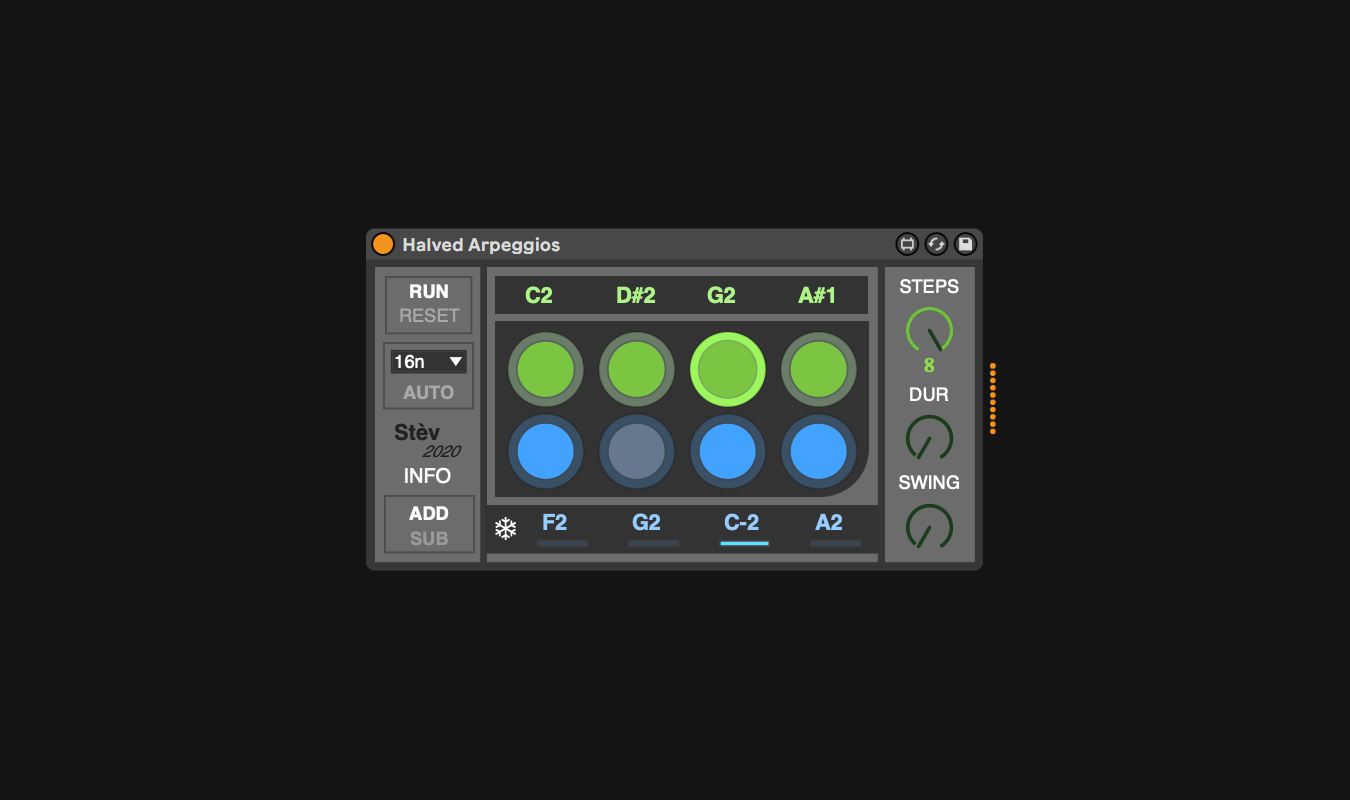 Halved Arpeggios
RUN
RESET
16n
AUTO
Stèv
2020
INFO
ADD
SUB
C2 D#2 G2 A#1
F2 G2 C-2 A2
STEPS
8
DUR
SWING